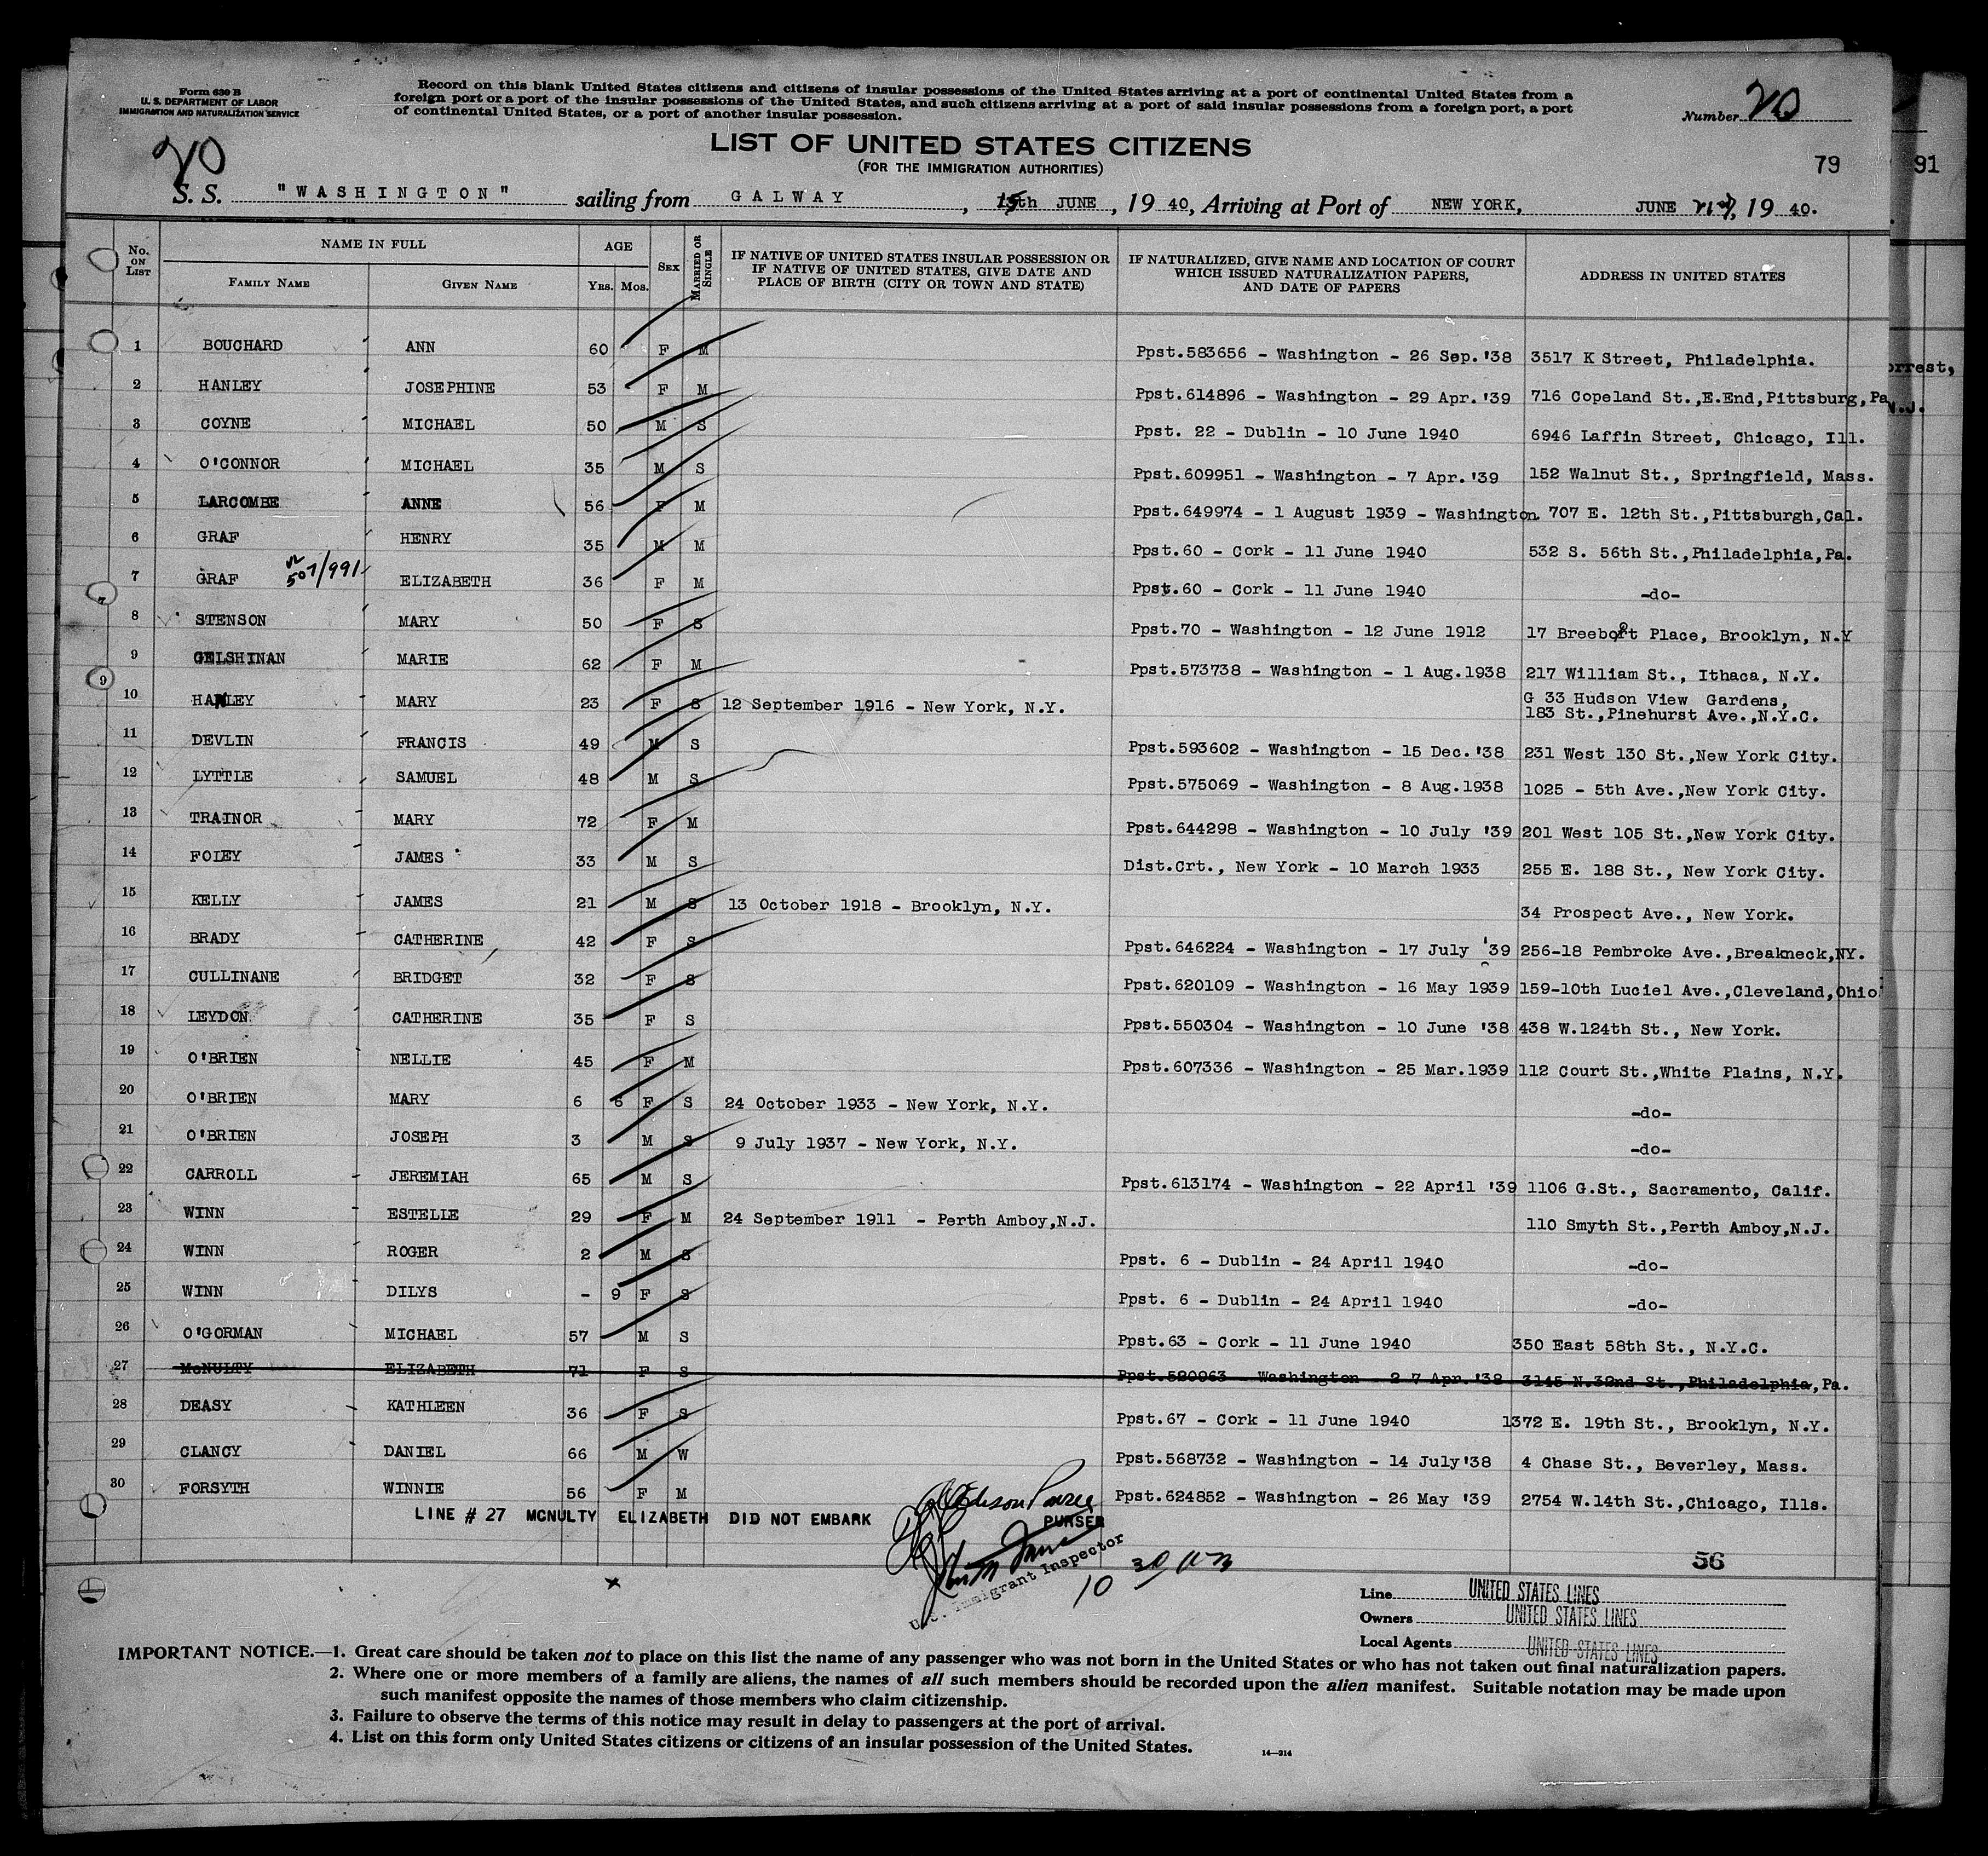 Form 630 B
U. S. DEPARTMENT OF LABOR
IMMIGRATION AND NATURALIZATION SERVICE
Record on this blank United States citizens and citizens of insular possessions of the United States arriving at a port of continental United States from a
foreign port or a port of the insular possessions of the United States, and such citizens arriving at a port of said insular possessions from a foreign port, a port
of continental United States, or a port of another insular possession.
Number 20
20
LIST OF UNITED STATES CITIZENS
(FOR THE IMMIGRATION AUTHORITIES)
79
91
S. S. "WASHINGTON" sailing from GALWAY, 15th JUNE, 19 40, Arriving at Port of NEW YORK, JUNE 21, 19 40.
No. ON LIST NAME IN FULL FAMILY NAME GIVEN NAME AGE YRS. MOS. SEX MARRIED OR SINGLE IF NATIVE OF UNITED STATES INSULAR POSSESSION OR IF NATIVE OF UNITED STATES, GIVE DATE AND PLACE OF BIRTH (CITY OR TOWN AND STATE) IF NATURALIZED, GIVE NAME AND LOCATION OF COURT WHICH ISSUED NATURALIZATION PAPERS, AND DATE OF PAPERS ADDRESS IN UNITED STATES
1 BOUCHARD ANN 60 F M Ppst.583656 - Washington - 26 Sep.'38 3517 K Street, Philadelphia.
2 HANLEY JOSEPHINE 53 F M Ppst.614896 - Washington - 29 Apr.'39 716 Copeland St.,E.End,Pittsburg,Pa
3 COYNE MICHAEL 50 M S Ppst. 22 - Dublin - 10 June 1940 6946 Laffin Street, Chicago, Ill.
4 O'CONNOR MICHAEL 35 M S Ppst.609951 - Washington - 7 Apr.'39 152 Walnut St., Springfield, Mass.
5 LARCOMBE ANNE 56 F M Ppst.649974 - 1 August 1939 - Washington 707 E. 12th St.,Pittsburgh,Cal.
6 GRAF HENRY 35 M M Ppst.60 - Cork - 11 June 1940 532 S. 56th St.,Philadelphia,Pa.
507/991
7 GRAF ELIZABETH 36 F M Ppst.60 - Cork - 11 June 1940 -do-
8 STENSON MARY 50 F S Ppst.70 - Washington - 12 June 1912 17 Breebort Place, Brooklyn, N.Y
9 GELSHINAN MARIE 62 F M Ppst.573738 - Washington - 1 Aug.1938 217 William St., Ithaca, N.Y.
10 HANLEY MARY 23 F S 12 September 1916 - New York, N.Y. G 33 Hudson View Gardens,
183 St.,Pinehurst Ave.,N.Y.C.
11 DEVLIN FRANCIS 49 M S Ppst.593602 - Washington - 15 Dec.'38 231 West 130 St.,New York City.
12 LYTTLE SAMUEL 48 M S Ppst.575069 - Washington - 8 Aug.1938 1025 - 5th Ave.,New York City.
13 TRAINOR MARY 72 F M Ppst.644298 - Washington - 10 July '39 201 West 105 St.,New York City.
14 FOLEY JAMES 33 M S Dist.Crt., New York - 10 March 1933 255 E. 188 St., New York City.
15 KELLY JAMES 21 M S 13 October 1918 - Brooklyn, N.Y. 34 Prospect Ave., New York.
16 BRADY CATHERINE 42 F S Ppst.646224 - Washington - 17 July '39 256-18 Pembroke Ave.,Breakneck,NY.
17 CULLINANE BRIDGET 32 F S Ppst.620109 - Washington - 16 May 1939 159-10th Luciel Ave.,Cleveland,Ohio
18 LEYDON CATHERINE 35 F S Ppst.550304 - Washington - 10 June '38 438 W.124th St., New York.
19 O'BRIEN NELLIE 45 F M Ppst.607336 - Washington - 25 Mar.1939 112 Court St.,White Plains, N.Y.
20 O'BRIEN MARY 6 6 F S 24 October 1933 - New York, N.Y. -do-
21 O'BRIEN JOSEPH 3 M S 9 July 1937 - New York, N.Y. -do-
22 CARROLL JEREMIAH 65 M S Ppst.613174 - Washington - 22 April '39 1106 G.St., Sacramento, Calif.
23 WINN ESTELLE 29 F M 24 September 1911 - Perth Amboy,N.J. 110 Smyth St.,Perth Amboy,N.J.
24 WINN ROGER 2 M S Ppst. 6 - Dublin - 24 April 1940 -do-
25 WINN DILYS - 9 F S Ppst. 6 - Dublin - 24 April 1940 -do-
26 O'GORMAN MICHAEL 57 M S Ppst.63 - Cork - 11 June 1940 350 East 58th St., N.Y.C.
27 McNULTY ELIZABETH 71 F S Ppst.520963 - Washington - 2 7 Apr.'38 3145 N.32nd St.,Philadelphia,Pa.
28 DEASY KATHLEEN 36 F S Ppst.67 - Cork - 11 June 1940 1372 E. 19th St., Brooklyn, N.Y.
29 CLANCY DANIEL 66 M W Ppst.568732 - Washington - 14 July'38 4 Chase St., Beverley, Mass.
30 FORSYTH WINNIE 56 F M Ppst.624852 - Washington - 26 May '39 2754 W.14th St.,Chicago, Ills.
LINE # 27 MCNULTY ELIZABETH DID NOT EMBARK PURSER
U.S. Immigrant Inspector
10 30 am
56
Line UNITED STATES LINES
Owners UNITED STATES LINES
Local Agents UNITED STATES LINES
IMPORTANT NOTICE.—1. Great care should be taken not to place on this list the name of any passenger who was not born in the United States or who has not taken out final naturalization papers.
2. Where one or more members of a family are aliens, the names of all such members should be recorded upon the alien manifest. Suitable notation may be made upon
such manifest opposite the names of those members who claim citizenship.
3. Failure to observe the terms of this notice may result in delay to passengers at the port of arrival.
4. List on this form only United States citizens or citizens of an insular possession of the United States.
14—314